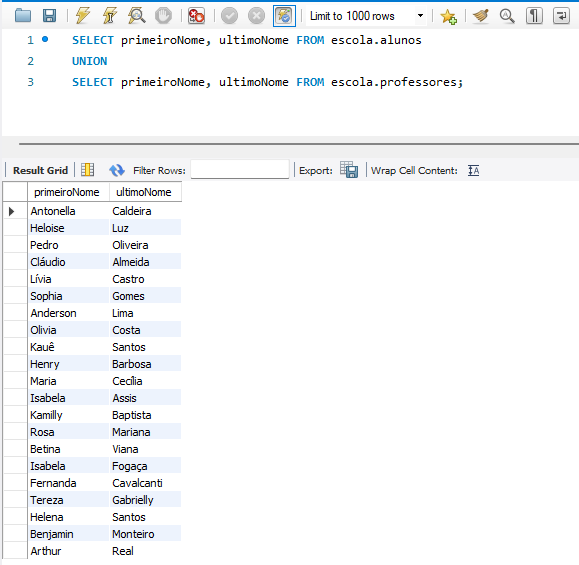 Limit to 1000 rows
1 SELECT primeiroNome, ultimoNome FROM escola.alunos
2 UNION
3 SELECT primeiroNome, ultimoNome FROM escola.professores;
Result Grid Filter Rows: Export: Wrap Cell Content: IA
primeiroNome ultimoNome
Antonella Caldeira
Heloise Luz
Pedro Oliveira
Cláudio Almeida
Lívia Castro
Sophia Gomes
Anderson Lima
Olivia Costa
Kauê Santos
Henry Barbosa
Maria Cecília
Isabela Assis
Kamilly Baptista
Rosa Mariana
Betina Viana
Isabela Fogaça
Fernanda Cavalcanti
Tereza Gabrielly
Helena Santos
Benjamin Monteiro
Arthur Real